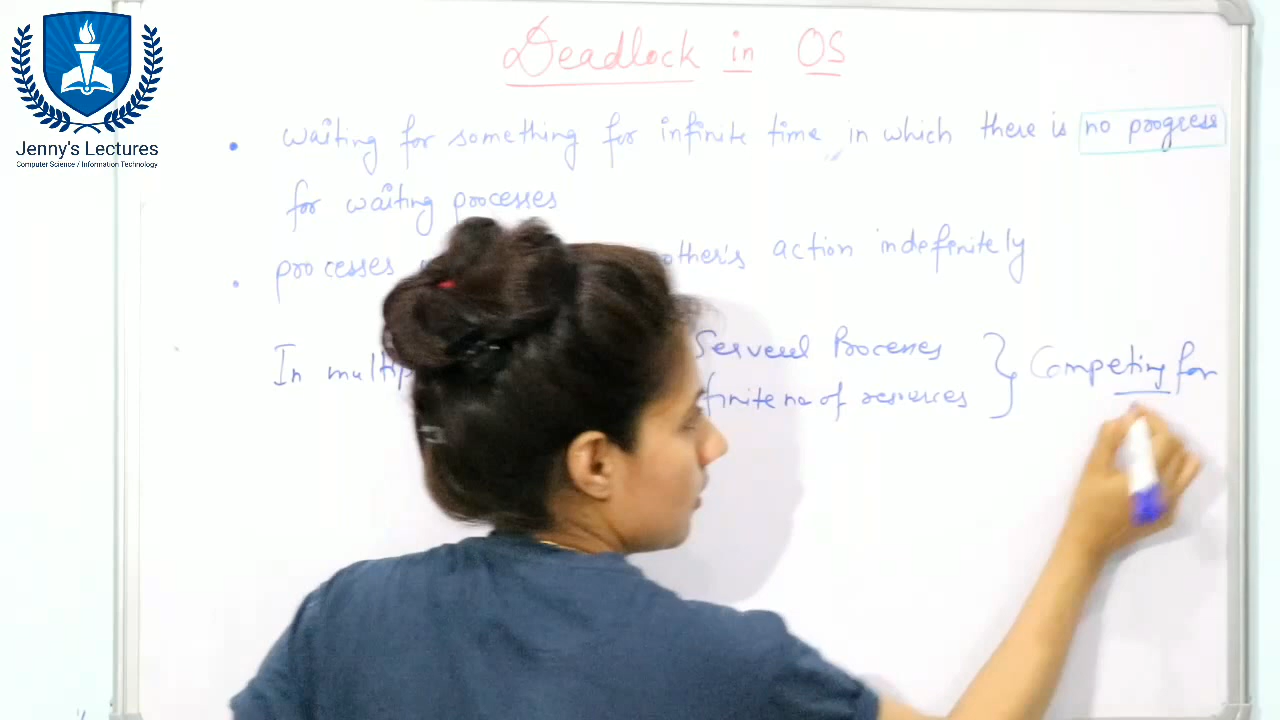 Jenny's Lectures
Computer Science / Information Technology
Deadlock in OS
• waiting for something for infinite time in which there is no progress
for waiting processes
• processes other's action indefinitely
In multip Serveral Processes } Competing for
finite no of resources